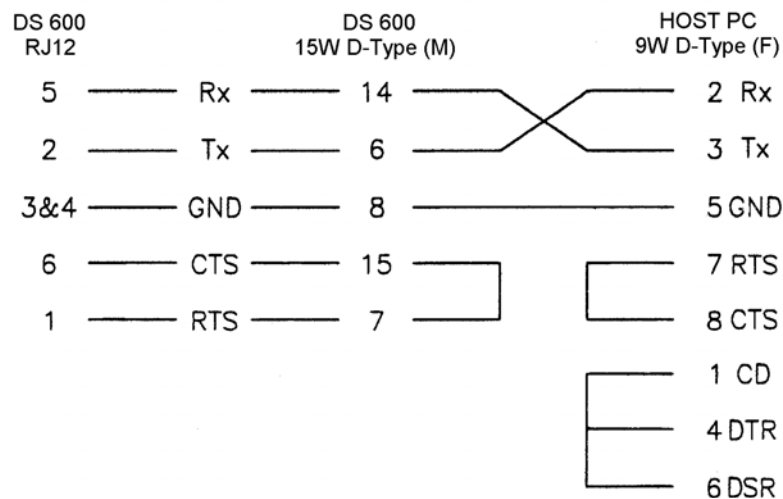 DS 600 DS 600 HOST PC
RJ12 15W D-Type (M) 9W D-Type (F)
5 Rx 14 2 Rx
2 Tx 6 3 Tx
3&4 GND 8 5 GND
6 CTS 15 7 RTS
1 RTS 7 8 CTS
1 CD
4 DTR
6 DSR